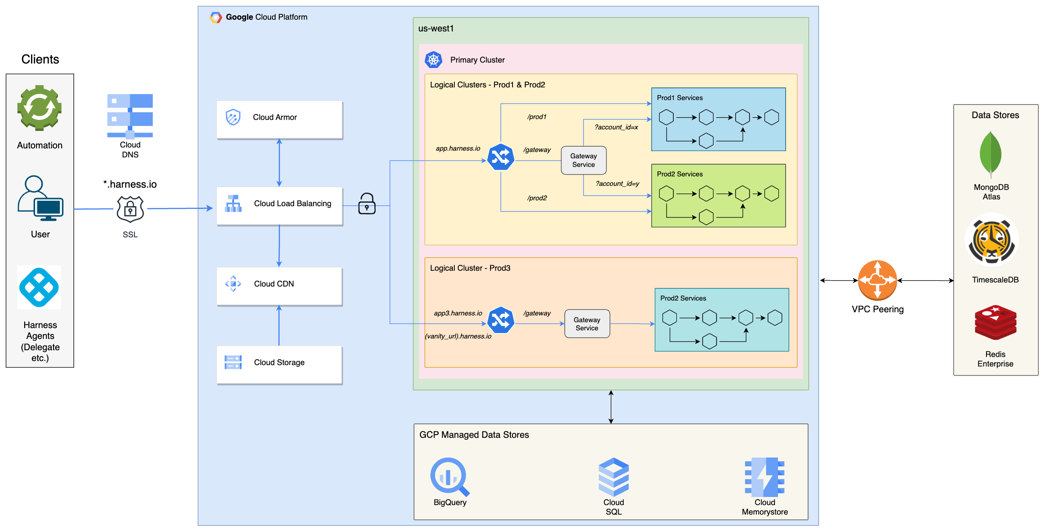 Google Cloud Platform
us-west1
Clients
Primary Cluster
Logical Clusters - Prod1 & Prod2
Automation
Cloud
DNS
*.harness.io
SSL
User
Harness
Agents
(Delegate
etc.)
Cloud Armor
Cloud Load Balancing
Cloud CDN
Cloud Storage
app.harness.io
/prod1
/gateway
/prod2
Gateway
Service
?account_id=x
?account_id=y
Prod1 Services
Prod2 Services
Logical Cluster - Prod3
app3.harness.io
(vanity_url).harness.io
/gateway
Gateway
Service
Prod2 Services
VPC Peering
Data Stores
MongoDB
Atlas
TimescaleDB
Redis
Enterprise
GCP Managed Data Stores
BigQuery
Cloud
SQL
Cloud
Memorystore